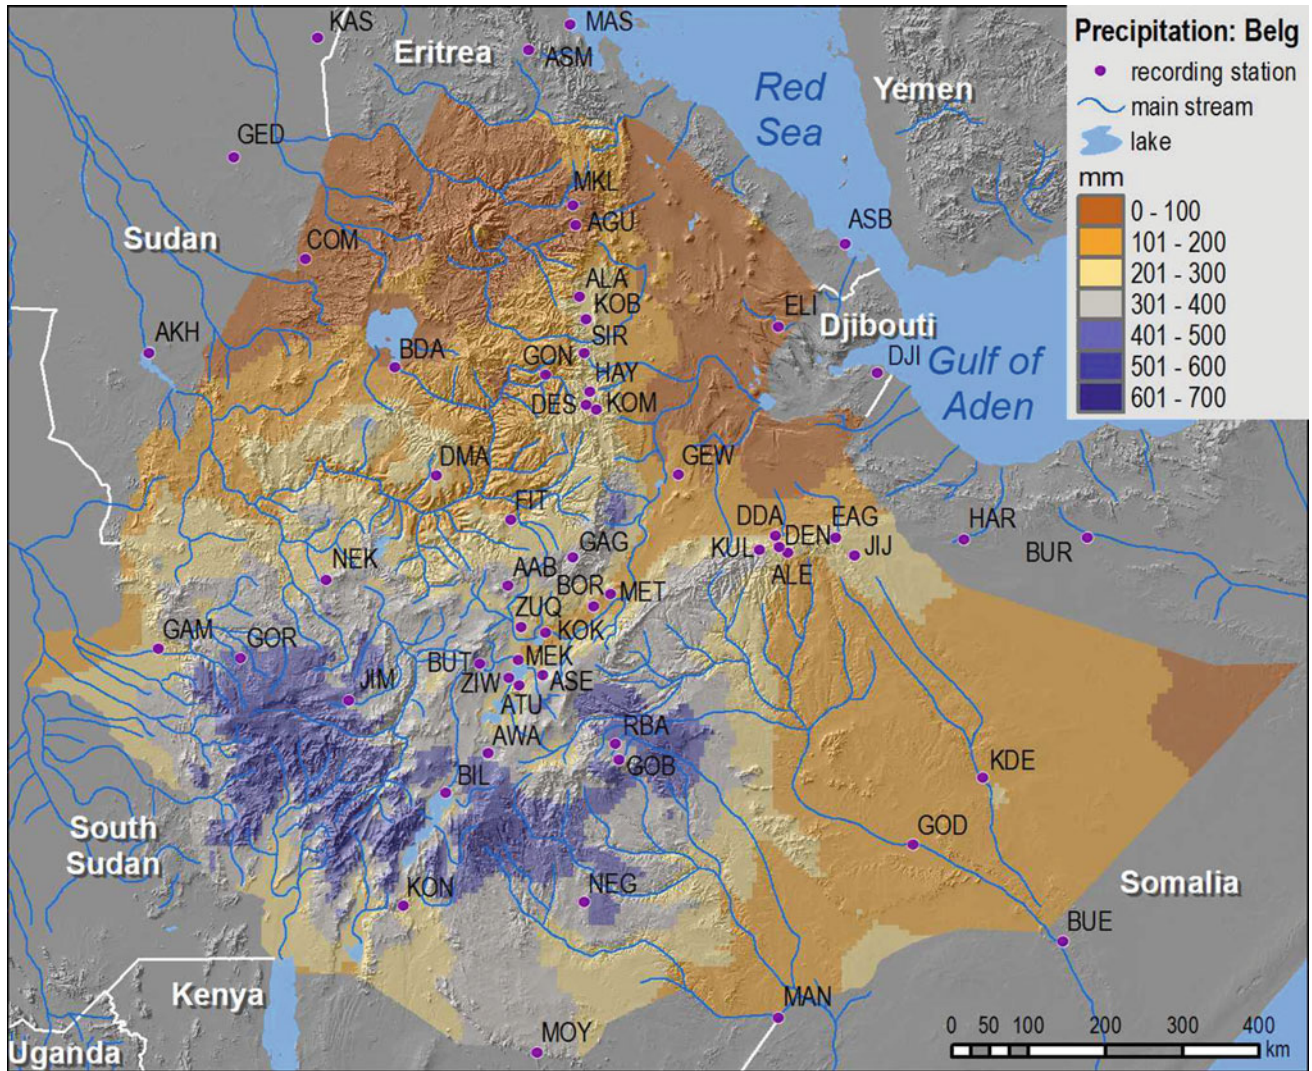 KAS
MAS
Eritrea
ASM
Precipitation: Belg
recording station
main stream
lake
mm
0 - 100
101 - 200
201 - 300
301 - 400
401 - 500
501 - 600
601 - 700
Red
Sea
Yemen
GED
MKL
AGU
ASB
Sudan
COM
ALA
KOB
ELI
Djibouti
SIR
AKH
BDA
GON
HAY
DJI
Gulf of
Aden
DES
KOM
DMA
GEW
FIT
DDA
DEN
EAG
HAR
BUR
KUL
JIJ
ALE
GAG
NEK
AAB
BOR
MET
ZUQ
KOK
GAM
GOR
BUT
MEK
JIM
ZIW
ASE
ATU
AWA
RBA
GOB
BIL
KDE
GOD
South
Sudan
KON
NEG
Somalia
BUE
Kenya
MAN
MOY
Uganda
0 50 100 200 300 400
km